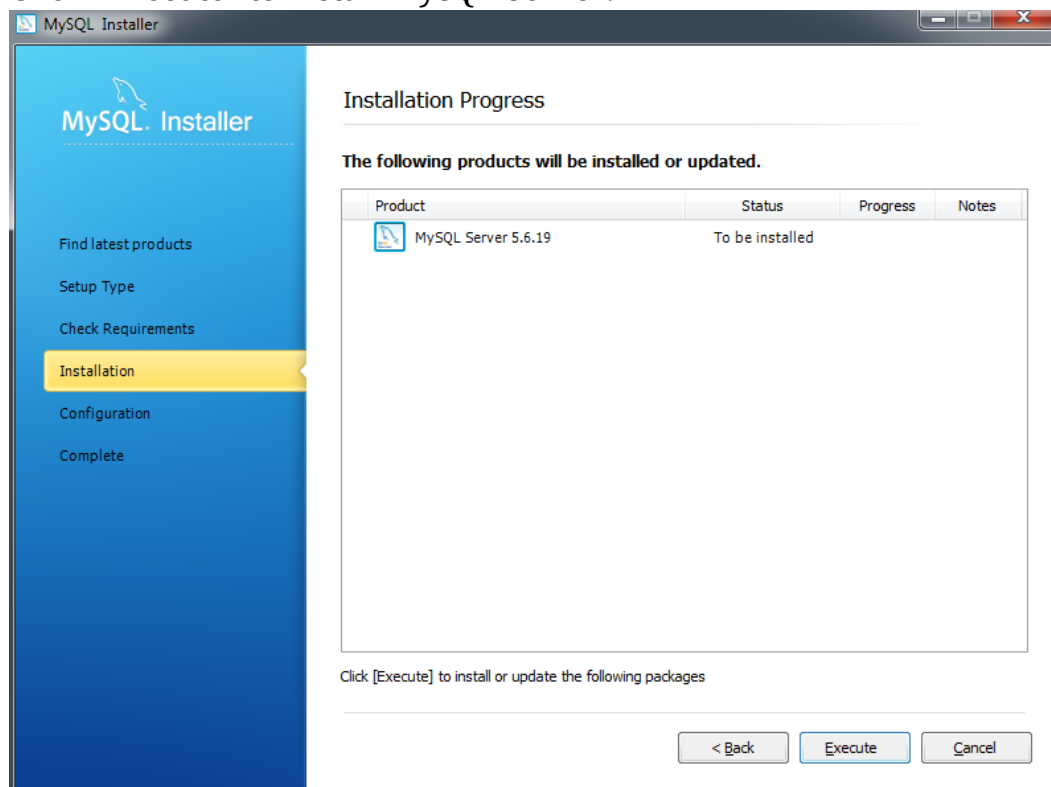 MySQL Installer
MySQL. Installer
Installation Progress
The following products will be installed or updated.
Product Status Progress Notes
MySQL Server 5.6.19 To be installed
Find latest products
Setup Type
Check Requirements
Installation
Configuration
Complete
Click [Execute] to install or update the following packages
< Back Execute Cancel